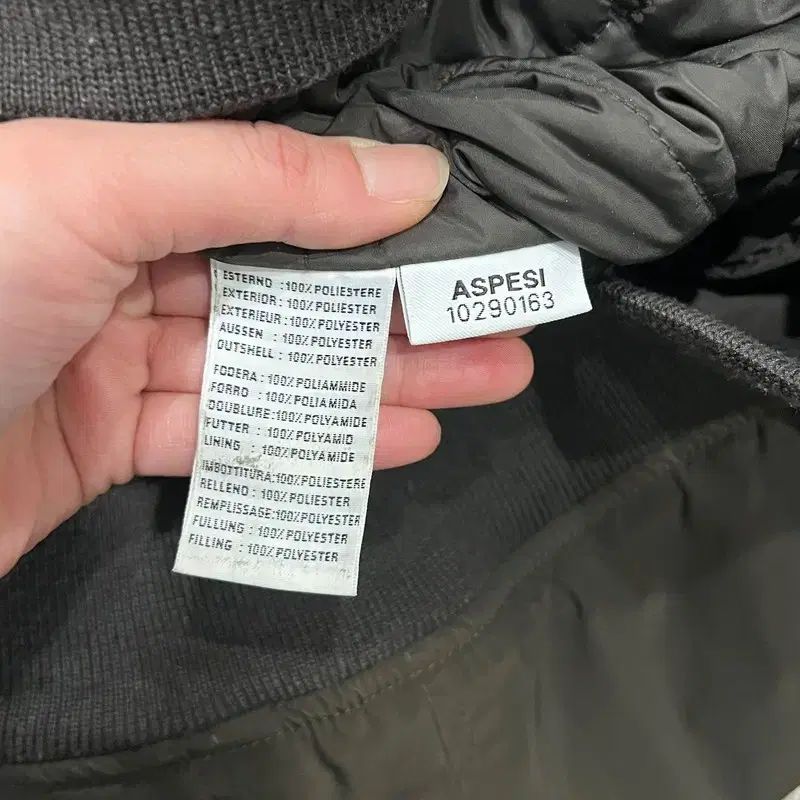 ESTERNO :100%POLIESTERE
EXTERIOR: 100%POLIESTER
EXTERIEUR:100%POLYESTER
AUSSEN : 100%POLYESTER
OUTSHELL: 100%POLYESTER
FODERA : 100%POLIAMMIDE
FORRO : 100%POLIAMIDA
DOUBLURE:100%POLYAMIDE
FUTTER : 100%POLYAMID
LINING : 100%POLYAMIDE
IMBOTTITURA:100%POLIESTERE
RELLENO : 100%POLIESTER
REMPLISSAGE:100%POLYESTER
FULLUNG : 100%POLYESTER
FILLING : 100%POLYESTER
ASPESI
10290163